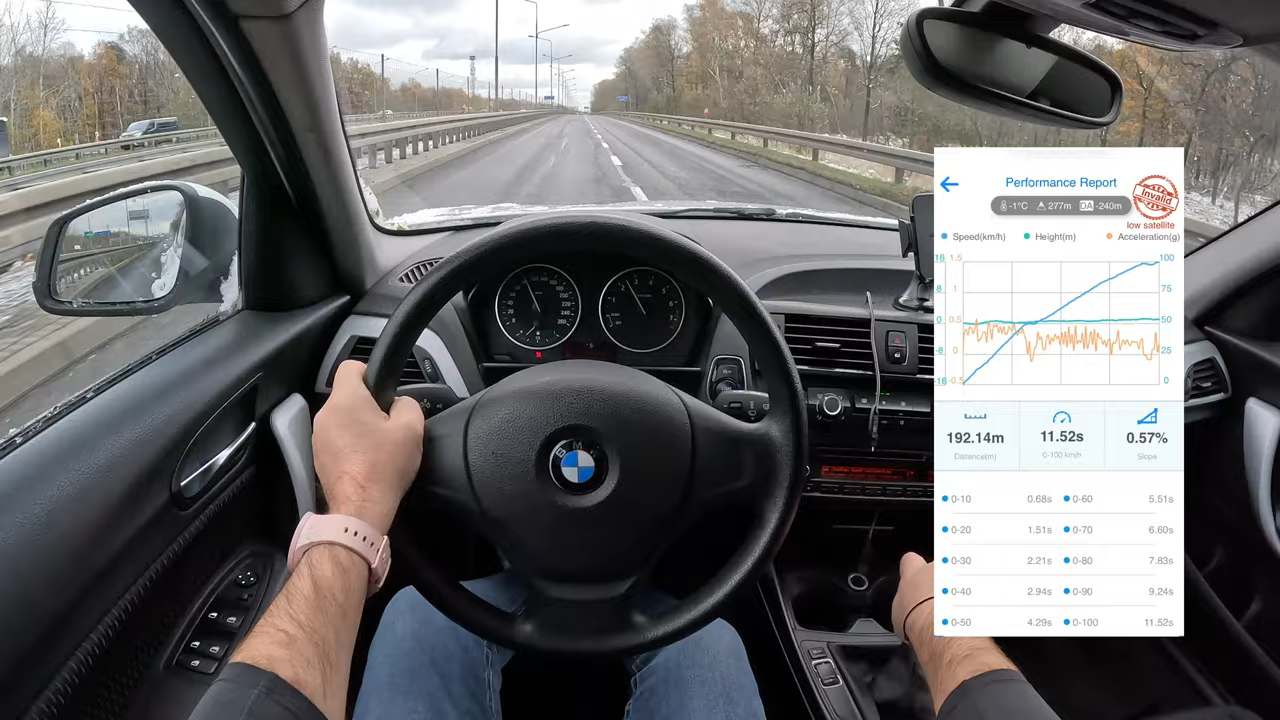 Performance Report
Invalid
-1°C 277m DA -240m
low satellite
Speed(km/h) Height(m) Acceleration(g)
16 1.5 100
8 1 75
0 0.5 50
-8 0 25
-16 -0.5 0
192.14m 11.52s 0.57%
Distance(m) 0-100 km/h Slope
0-10 0.68s 0-60 5.51s
0-20 1.51s 0-70 6.60s
0-30 2.21s 0-80 7.83s
0-40 2.94s 0-90 9.24s
0-50 4.29s 0-100 11.52s
BMW